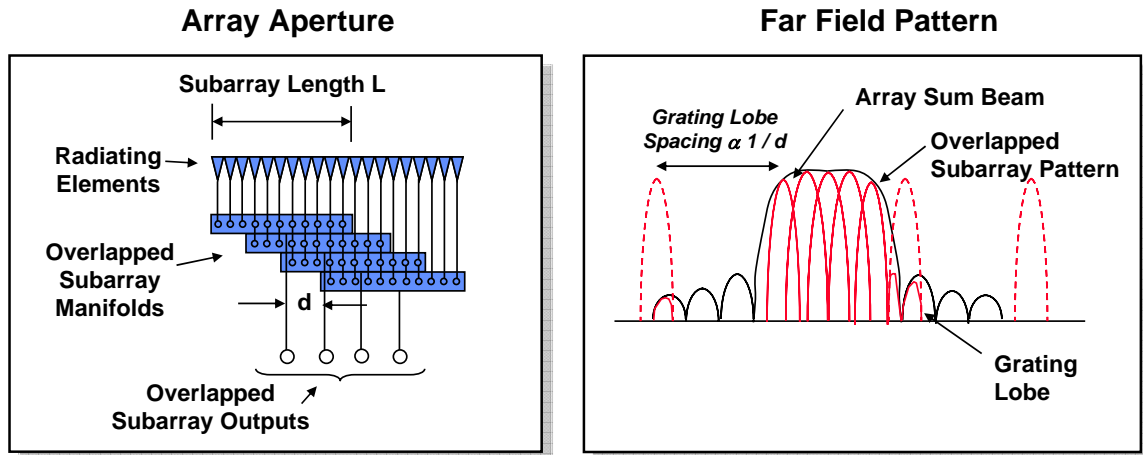 Array Aperture
Subarray Length L
Radiating
Elements
Overlapped
Subarray
Manifolds
d
Overlapped
Subarray Outputs
Far Field Pattern
Grating Lobe
Spacing α 1 / d
Array Sum Beam
Overlapped
Subarray Pattern
Grating
Lobe